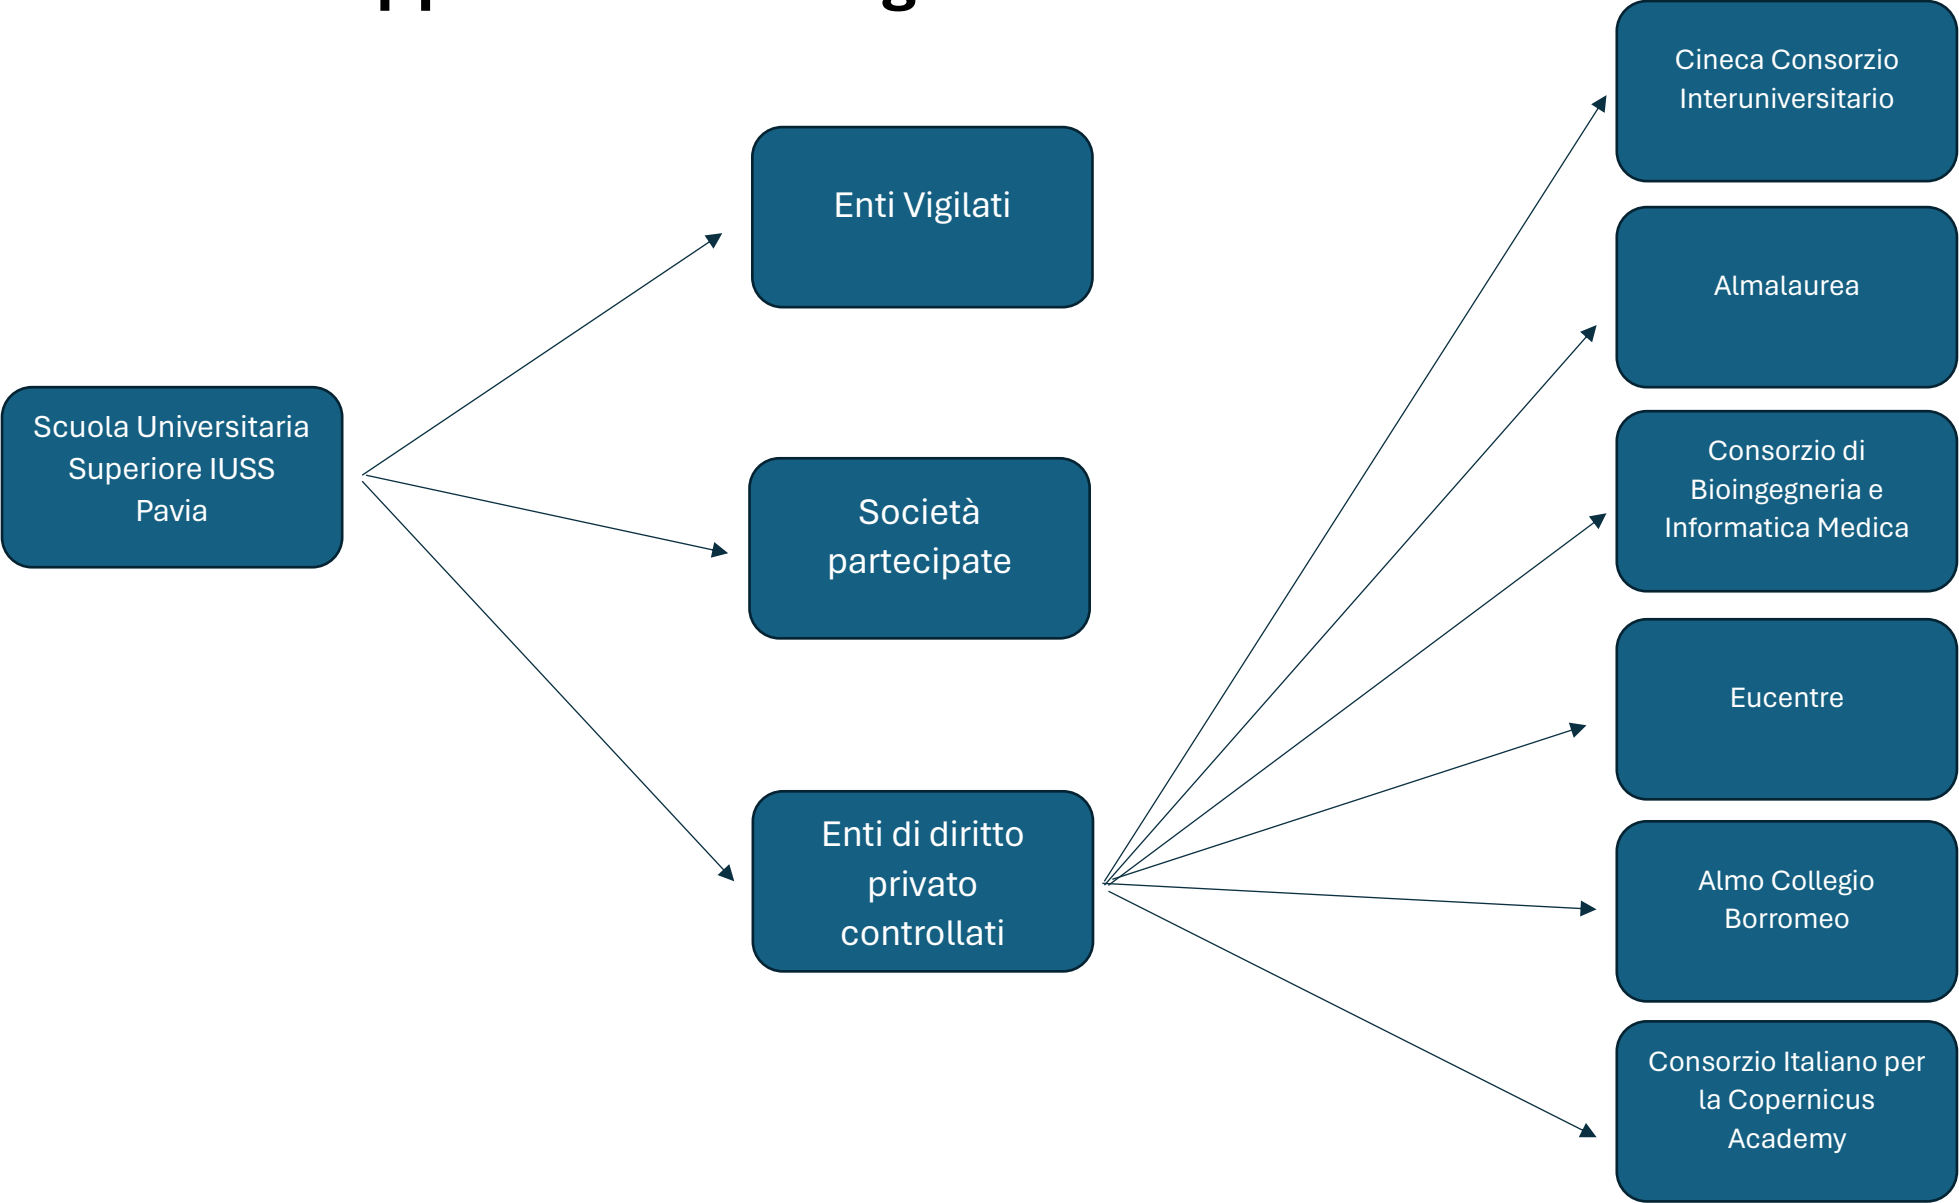 Scuola Universitaria
Superiore IUSS
Pavia
Enti Vigilati
Società
partecipate
Enti di diritto
privato
controllati
Cineca Consorzio
Interuniversitario
Almalaurea
Consorzio di
Bioingegneria e
Informatica Medica
Eucentre
Almo Collegio
Borromeo
Consorzio Italiano per
la Copernicus
Academy